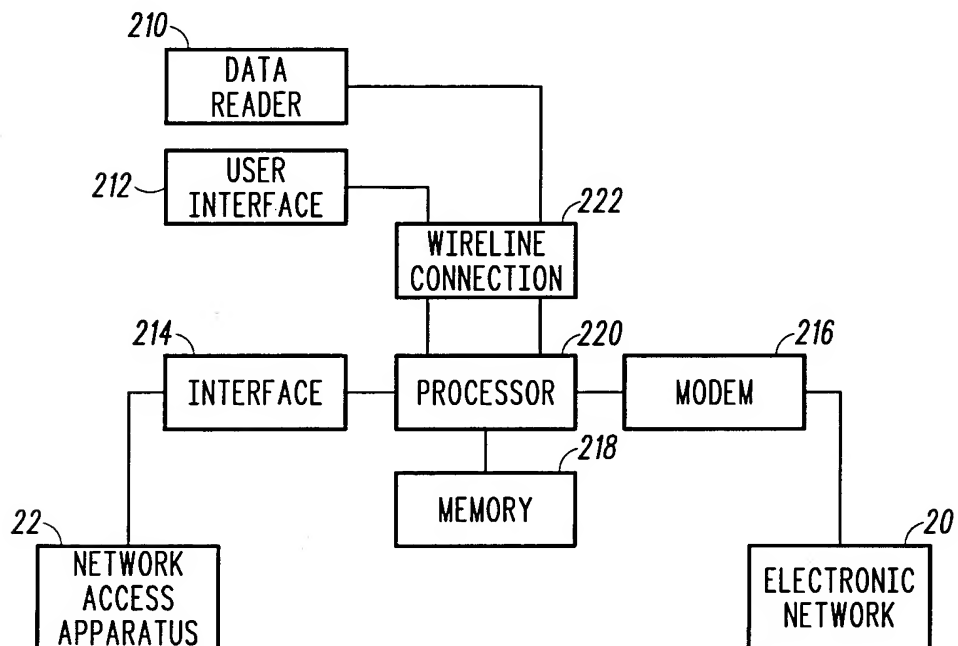 210
DATA
READER
212
USER
INTERFACE
222
WIRELINE
CONNECTION
214
INTERFACE
220
PROCESSOR
216
MODEM
218
MEMORY
22
NETWORK
ACCESS
APPARATUS
20
ELECTRONIC
NETWORK